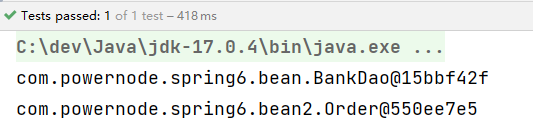 Tests passed: 1 of 1 test – 418 ms
C:\dev\Java\jdk-17.0.4\bin\java.exe ...
com.powernode.spring6.bean.BankDao@15bbf42f
com.powernode.spring6.bean2.Order@550ee7e5